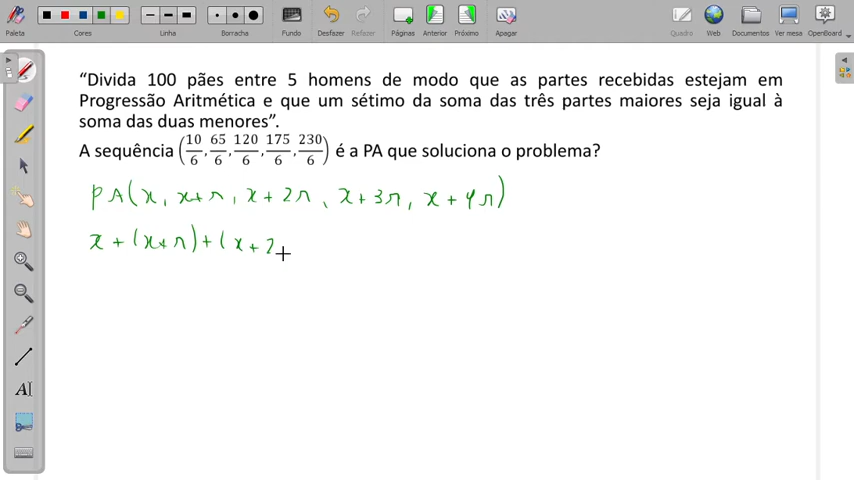 Paleta Cores Linha Borracha Fundo Desfazer Refazer Páginas Anterior Próximo Apagar Quadro Web Documentos Ver mesa OpenBoard
“Divida 100 pães entre 5 homens de modo que as partes recebidas estejam em
Progressão Aritmética e que um sétimo da soma das três partes maiores seja igual à
soma das duas menores”.
A sequência (10/6, 65/6, 120/6, 175/6, 230/6) é a PA que soluciona o problema?
PA(x, x+r, x+2r, x+3r, x+4r)
x+(x+r)+(x+2